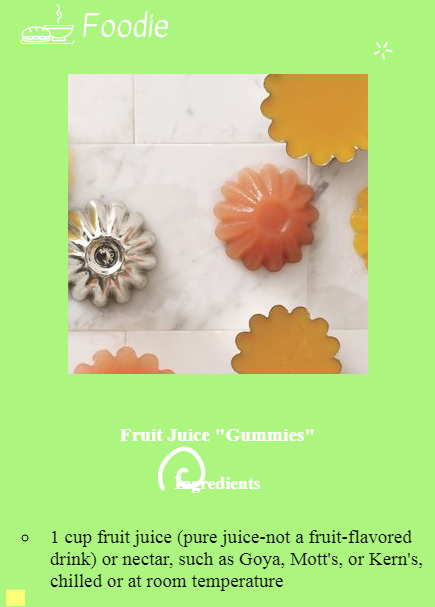 Foodie
Fruit Juice "Gummies"
Ingredients
1 cup fruit juice (pure juice-not a fruit-flavored
drink) or nectar, such as Goya, Mott's, or Kern's,
chilled or at room temperature